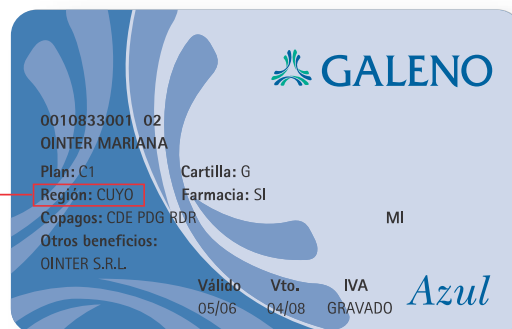 GALENO
0010833001 02
OINTER MARIANA
Plan: C1 Cartilla: G
Región: CUYO Farmacia: SI
Copagos: CDE PDG RDR MI
Otros beneficios:
OINTER S.R.L.
Válido Vto. IVA
05/06 04/08 GRAVADO
Azul